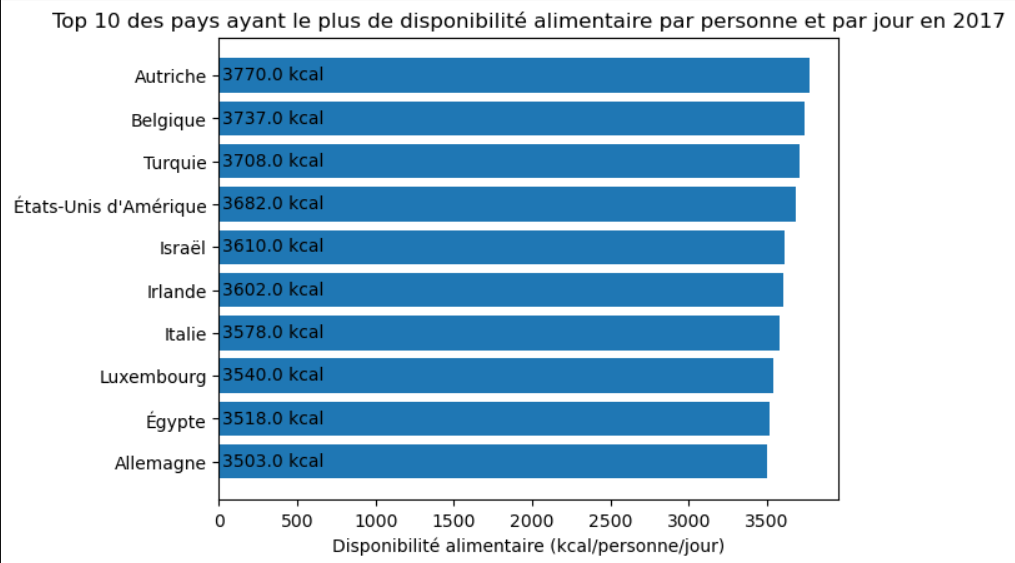 Top 10 des pays ayant le plus de disponibilité alimentaire par personne et par jour en 2017
Autriche 3770.0 kcal
Belgique 3737.0 kcal
Turquie 3708.0 kcal
États-Unis d'Amérique 3682.0 kcal
Israël 3610.0 kcal
Irlande 3602.0 kcal
Italie 3578.0 kcal
Luxembourg 3540.0 kcal
Égypte 3518.0 kcal
Allemagne 3503.0 kcal
0 500 1000 1500 2000 2500 3000 3500
Disponibilité alimentaire (kcal/personne/jour)